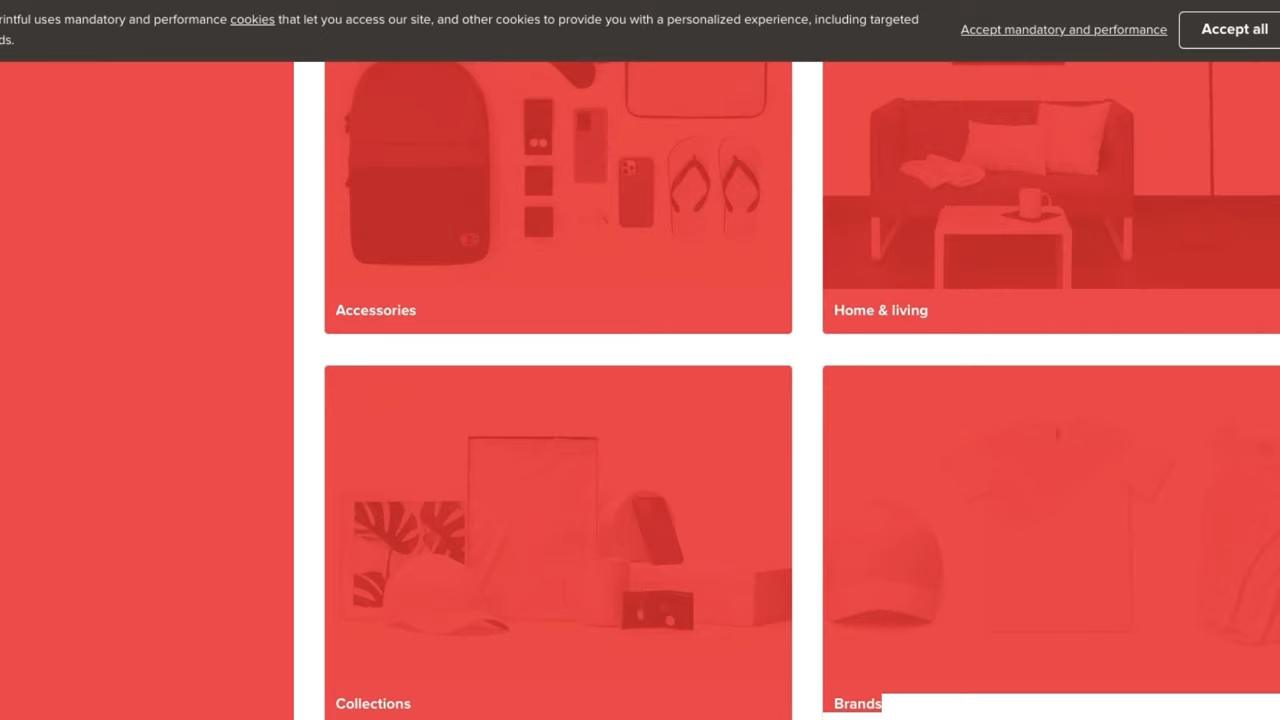 rintful uses mandatory and performance cookies that let you access our site, and other cookies to provide you with a personalized experience, including targeted
ds.
Accept mandatory and performance
Accept all
Accessories
Home & living
Collections
Brands